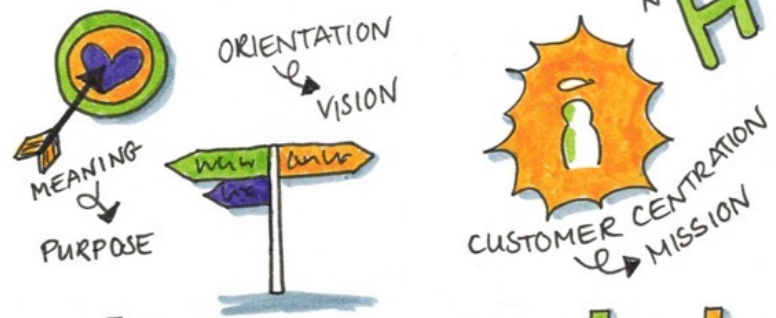 ORIENTATION
VISION
MEANING
PURPOSE
CUSTOMER CENTRATION
MISSION